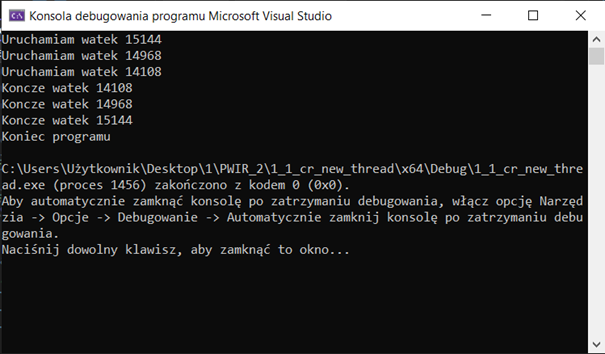 Konsola debugowania programu Microsoft Visual Studio
Uruchamiam watek 15144
Uruchamiam watek 14968
Uruchamiam watek 14108
Koncze watek 14108
Koncze watek 14968
Koncze watek 15144
Koniec programu
C:\Users\Użytkownik\Desktop\1\PWIR_2\1_1_cr_new_thread\x64\Debug\1_1_cr_new_thre
ad.exe (proces 1456) zakończono z kodem 0 (0x0).
Aby automatycznie zamknąć konsolę po zatrzymaniu debugowania, włącz opcję Narzęd
zia -> Opcje -> Debugowanie -> Automatycznie zamknij konsolę po zatrzymaniu debu
gowania.
Naciśnij dowolny klawisz, aby zamknąć to okno...